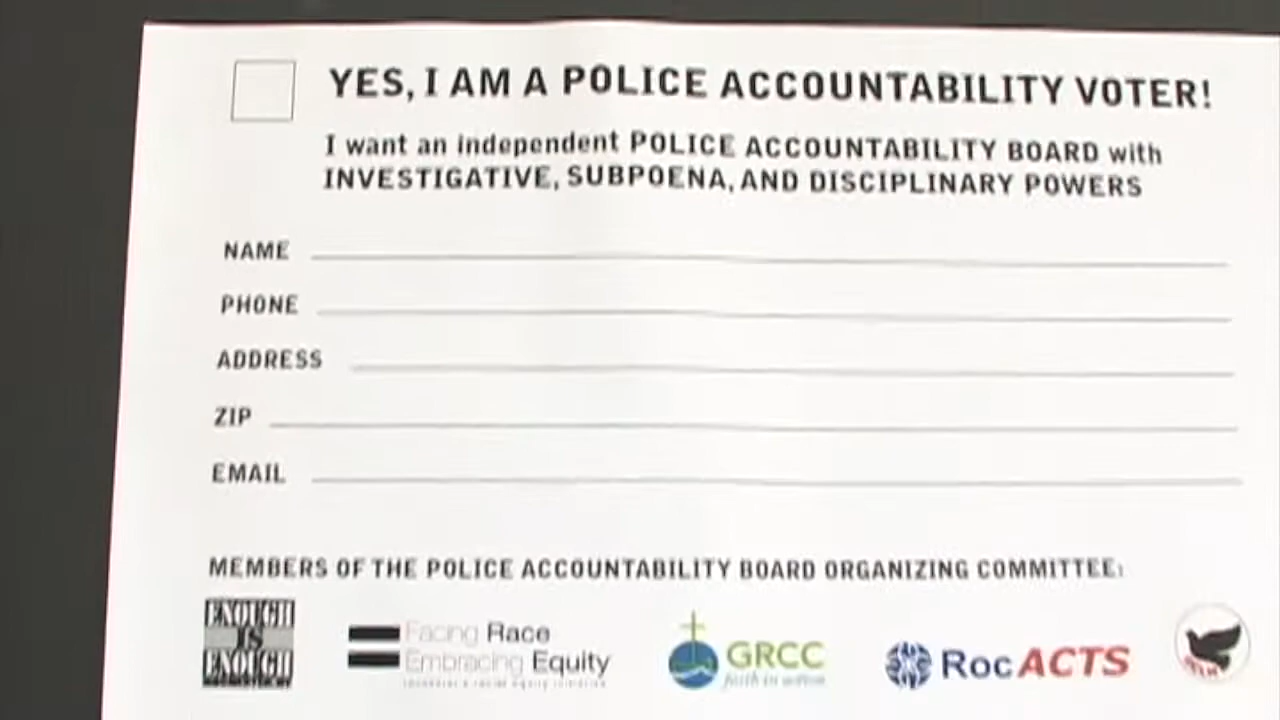 YES, I AM A POLICE ACCOUNTABILITY VOTER!
I want an independent POLICE ACCOUNTABILITY BOARD with
INVESTIGATIVE, SUBPOENA, AND DISCIPLINARY POWERS
NAME
PHONE
ADDRESS
ZIP
EMAIL
MEMBERS OF THE POLICE ACCOUNTABILITY BOARD ORGANIZING COMMITTEE:
ENOUGH
IS
ENOUGH
Facing Race
Embracing Equity
GRCC
faith in action
Roc ACTS